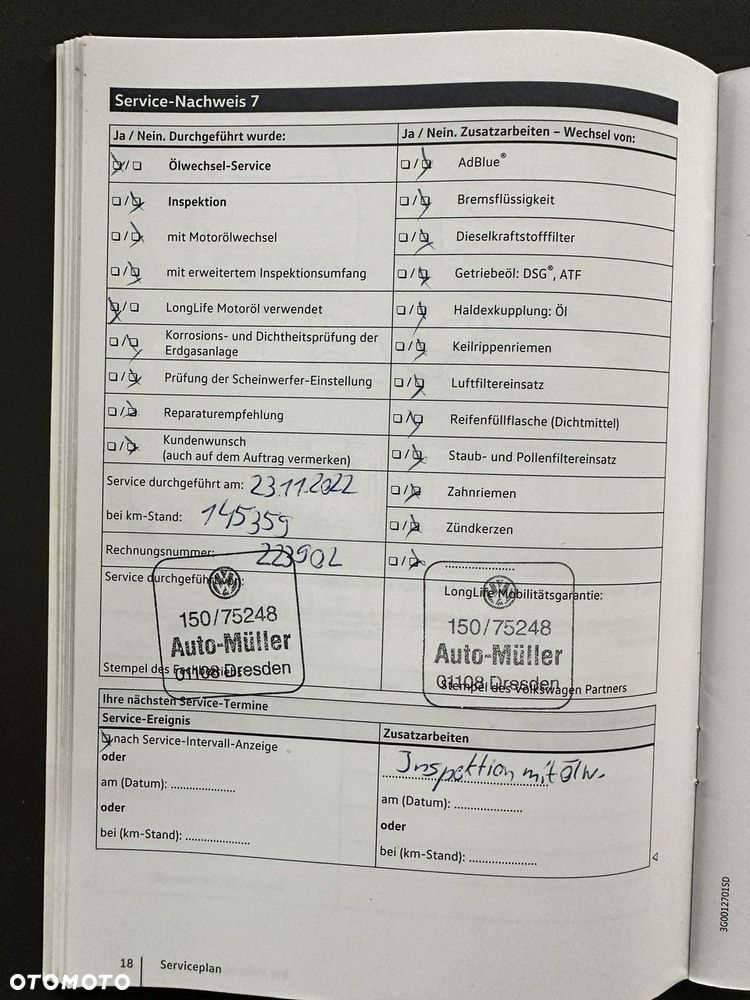 Service-Nachweis 7
Ja / Nein. Durchgeführt wurde:
Ölwechsel-Service
Inspektion
mit Motorölwechsel
mit erweitertem Inspektionsumfang
LongLife Motoröl verwendet
Korrosions- und Dichtheitsprüfung der
Erdgasanlage
Prüfung der Scheinwerfer-Einstellung
Reparaturempfehlung
Kundenwunsch
(auch auf dem Auftrag vermerken)
Service durchgeführt am: 23.11.2022
bei km-Stand: 145359
Rechnungsnummer:
Service durchgeführt von:
150/75248
Auto-Müller
01108 Dresden
Stempel des Fachbetriebs
Ja / Nein. Zusatzarbeiten – Wechsel von:
AdBlue®
Bremsflüssigkeit
Dieselkraftstofffilter
Getriebeöl: DSG®, ATF
Haldexkupplung: Öl
Keilrippenriemen
Luftfiltereinsatz
Reifenfüllflasche (Dichtmittel)
Staub- und Pollenfiltereinsatz
Zahnriemen
Zündkerzen
LongLife Mobilitätsgarantie:
150/75248
Auto-Müller
01108 Dresden
Stempel des Volkswagen Partners
Ihre nächsten Service-Termine
Service-Ereignis
nach Service-Intervall-Anzeige
oder
am (Datum):
oder
bei (km-Stand):
Zusatzarbeiten
Inspektion mit Ölw.
am (Datum):
oder
bei (km-Stand):
18 Serviceplan
3G0012701SD
OTOMOTO